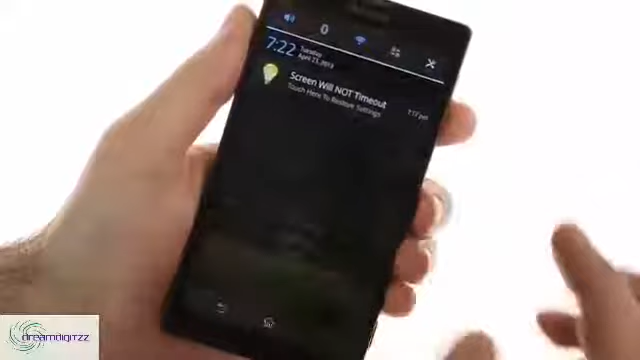 7:22
Tuesday
April 23, 2013
Screen Will NOT Timeout
Touch Here To Restore Settings
7:17 pm
dreamdigitzz